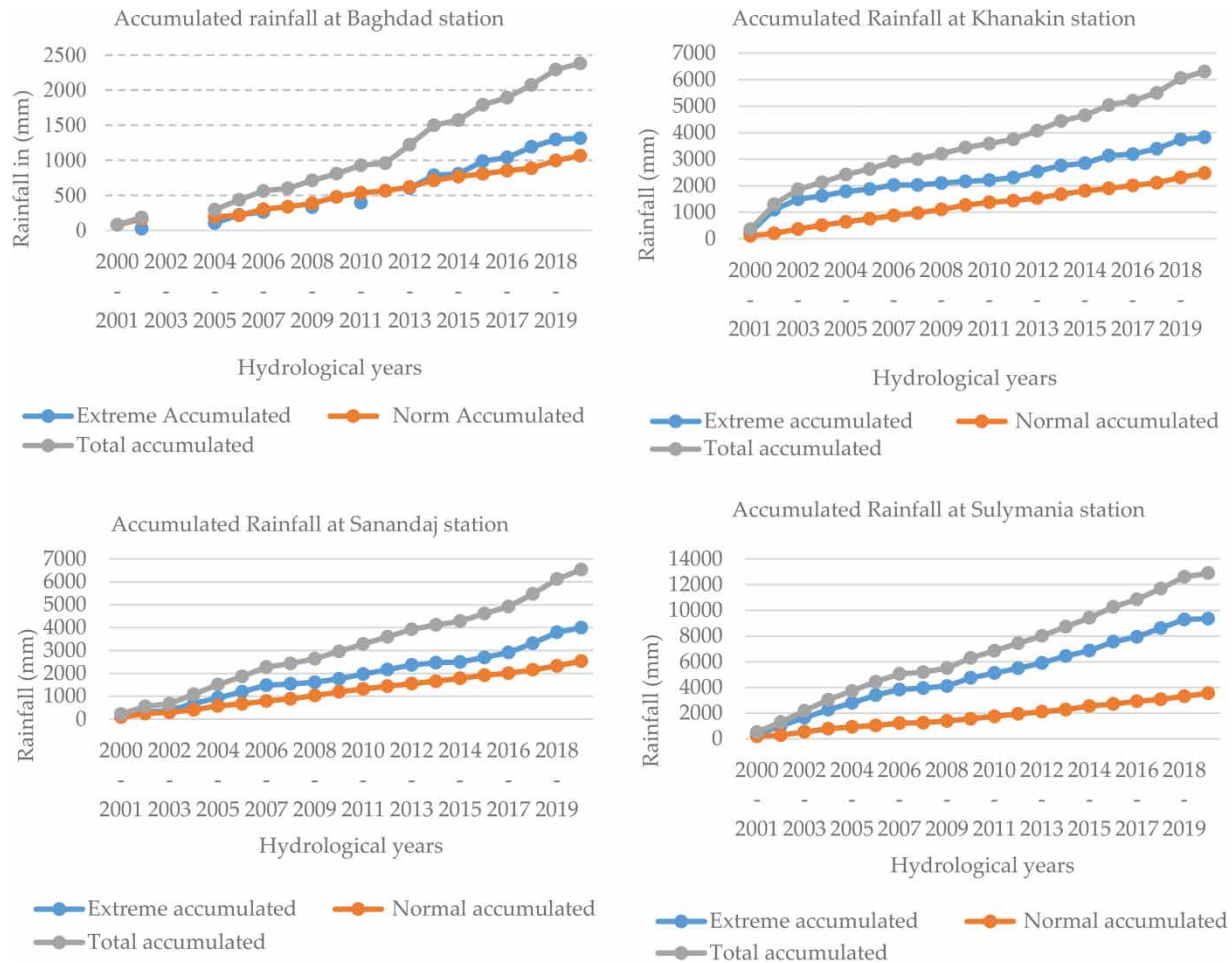 Accumulated rainfall at Baghdad station
Rainfall in (mm)
2500
2000
1500
1000
500
0
2000 2002 2004 2006 2008 2010 2012 2014 2016 2018
- - - - - - - - - -
2001 2003 2005 2007 2009 2011 2013 2015 2017 2019
Hydrological years
Extreme Accumulated Norm Accumulated
Total accumulated
Accumulated Rainfall at Khanakin station
Rainfall (mm)
7000
6000
5000
4000
3000
2000
1000
0
2000 2002 2004 2006 2008 2010 2012 2014 2016 2018
- - - - - - - - - -
2001 2003 2005 2007 2009 2011 2013 2015 2017 2019
Hydrological years
Extreme accumulated Normal accumulated
Total accumulated
Accumulated Rainfall at Sanandaj station
Rainfall (mm)
7000
6000
5000
4000
3000
2000
1000
0
2000 2002 2004 2006 2008 2010 2012 2014 2016 2018
- - - - - - - - - -
2001 2003 2005 2007 2009 2011 2013 2015 2017 2019
Hydrological years
Extreme accumulated Normal accumulated
Total accumulated
Accumulated Rainfall at Sulymania station
Rainfall (mm)
14000
12000
10000
8000
6000
4000
2000
0
2000 2002 2004 2006 2008 2010 2012 2014 2016 2018
- - - - - - - - - -
2001 2003 2005 2007 2009 2011 2013 2015 2017 2019
Hydrological years
Extreme accumulated Normal accumulated
Total accumulated